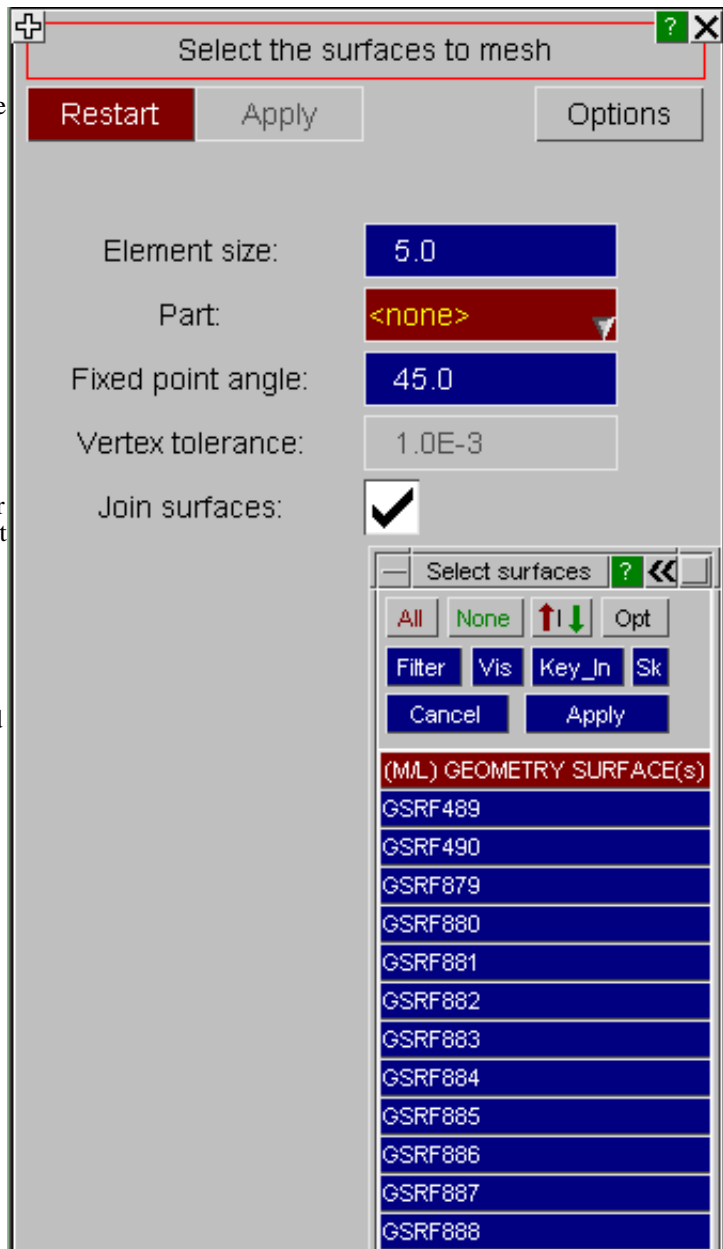 Select the surfaces to mesh ?
e
Restart Apply Options
Element size: 5.0
Part: <none>
Fixed point angle: 45.0
Vertex tolerance: 1.0E-3
r Join surfaces:
t
Select surfaces ?
All None Opt
Filter Vis Key_In Sk
Cancel Apply
(M/L) GEOMETRY SURFACE(s)
GSRF489
GSRF490
GSRF879
GSRF880
GSRF881
GSRF882
GSRF883
GSRF884
GSRF885
GSRF886
GSRF887
GSRF888